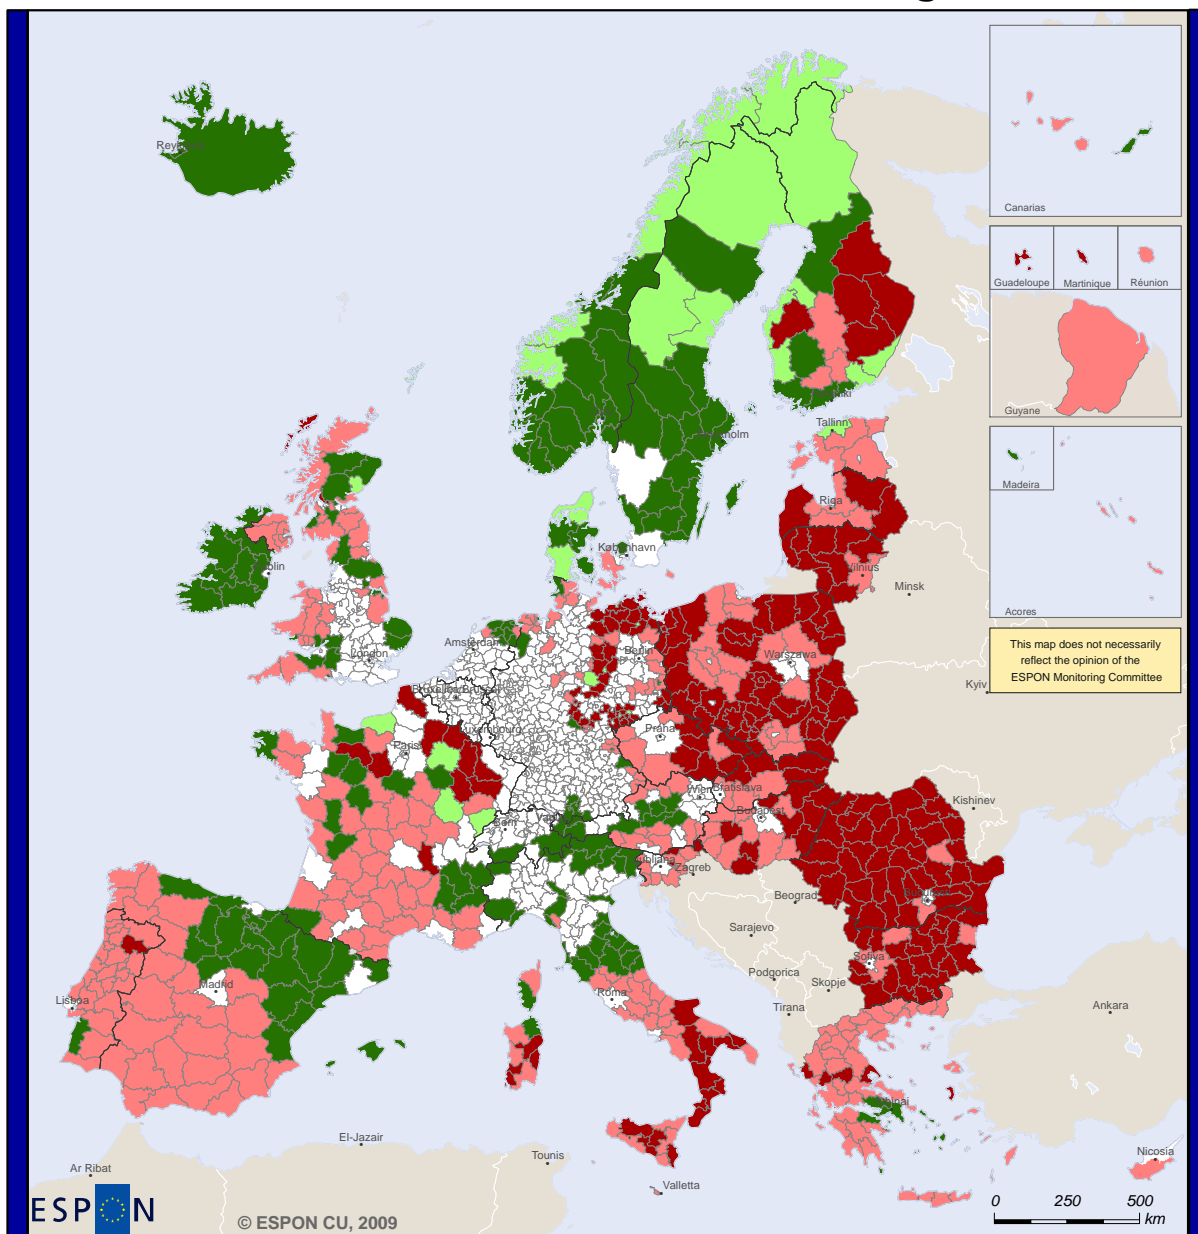 Canarias
Reykjavik
Guadeloupe
Martinique
Réunion
Guyane
Tallinn
Madeira
Riga
København
Vilnius
Minsk
Acores
This map does not necessarily
reflect the opinion of the
ESPON Monitoring Committee
Amsterdam
London
Berlin
Warszawa
Kyiv
Luxembourg
Praha
Paris
Wien
Bratislava
Kishinev
Budapest
Bern
Ljubljana
Zagreb
Beograd
Sarajevo
Sofiya
Podgorica
Skopje
Madrid
Roma
Tirana
Lisboa
Ankara
El-Jazair
Nicosia
Tounis
Ar Ribat
Valletta
0 250 500
km
ESPON
© ESPON CU, 2009